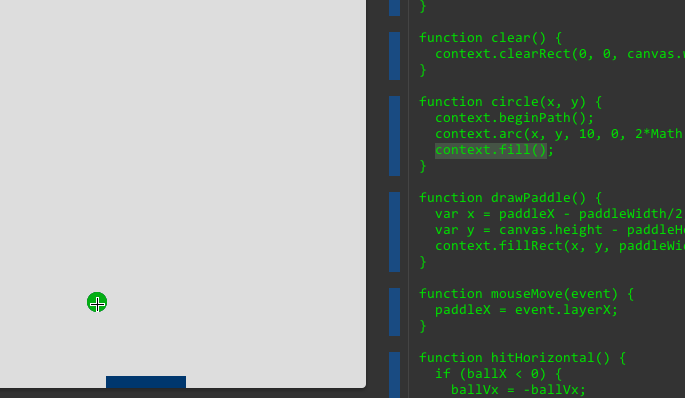 }
function clear() {
context.clearRect(0, 0, canvas.
}
function circle(x, y) {
context.beginPath();
context.arc(x, y, 10, 0, 2*Math
context.fill();
}
function drawPaddle() {
var x = paddleX - paddleWidth/2
var y = canvas.height - paddleH
context.fillRect(x, y, paddleWi
}
function mouseMove(event) {
paddleX = event.layerX;
}
function hitHorizontal() {
if (ballX < 0) {
ballVx = -ballVx;